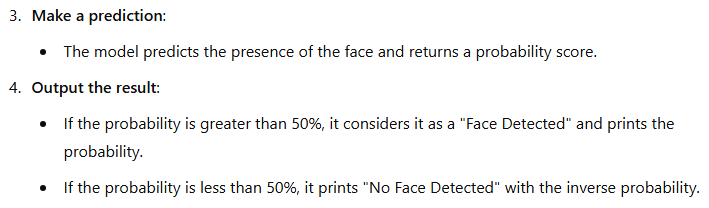 3. Make a prediction:
• The model predicts the presence of the face and returns a probability score.
4. Output the result:
• If the probability is greater than 50%, it considers it as a "Face Detected" and prints the
probability.
• If the probability is less than 50%, it prints "No Face Detected" with the inverse probability.